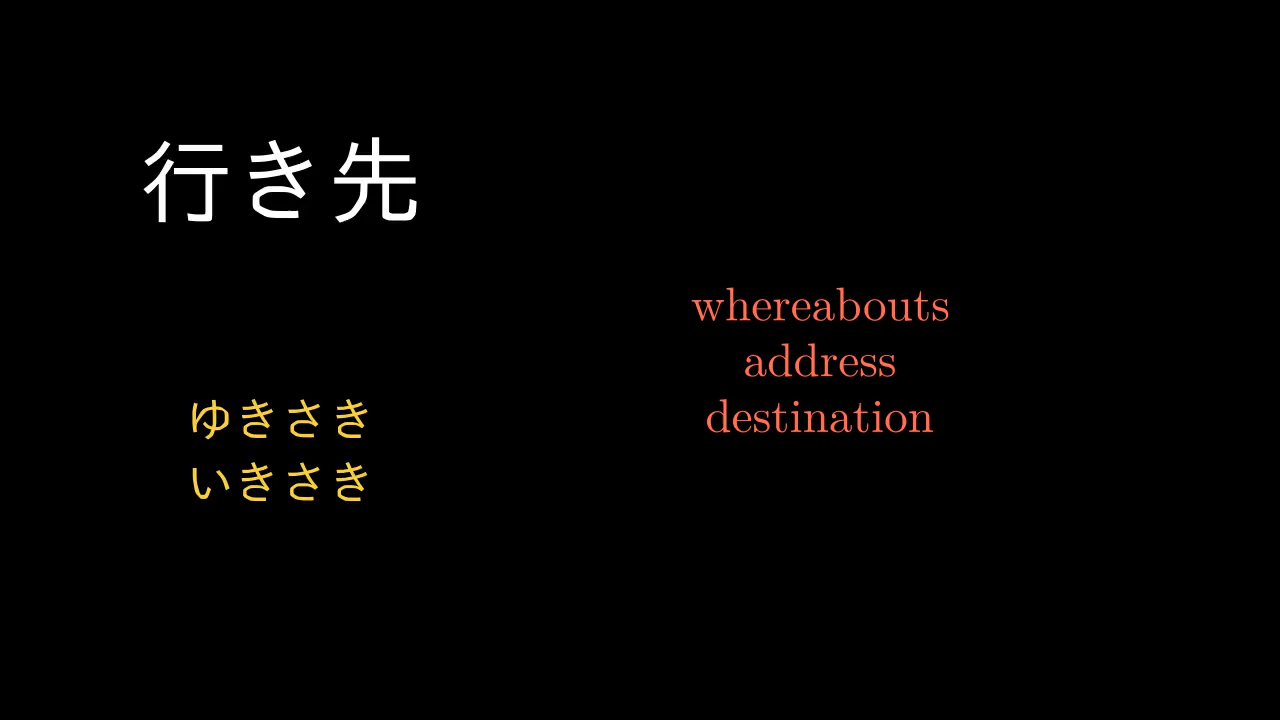 行き先
ゆきさき
いきさき
whereabouts
address
destination